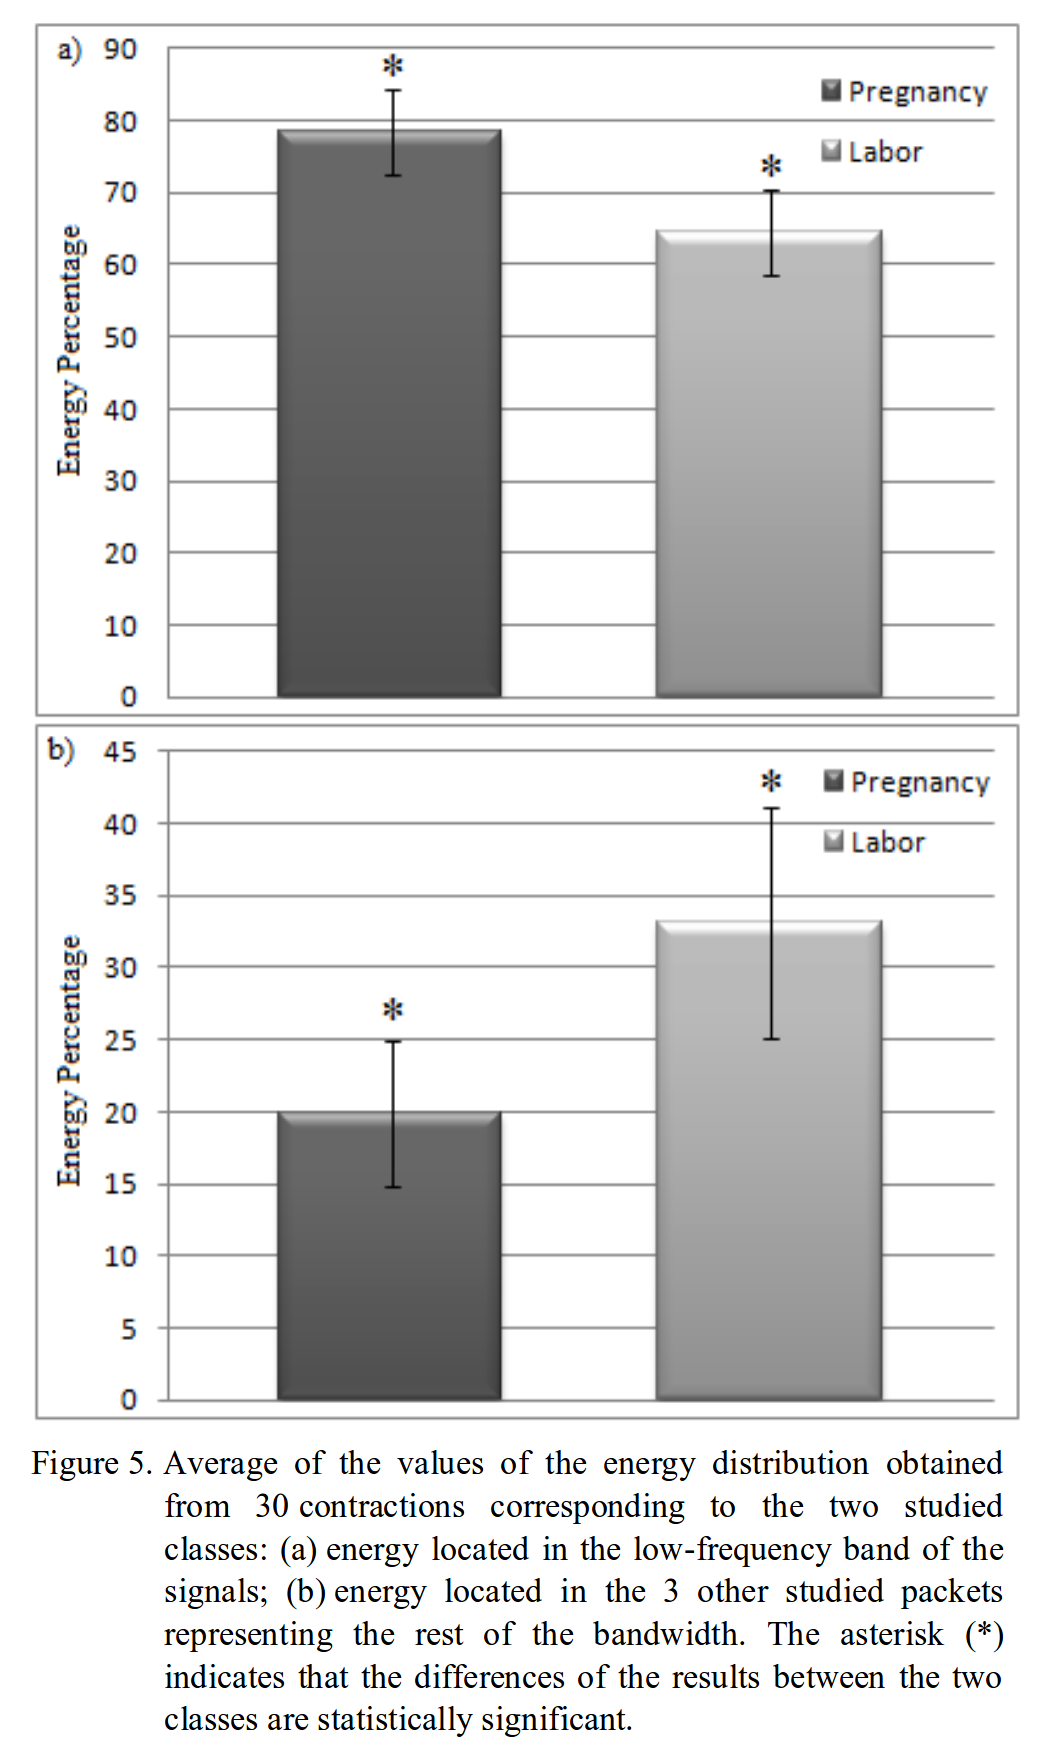 a)
90
80
70
60
50
40
30
20
10
0
Energy Percentage
*
*
Pregnancy
Labor
b)
45
40
35
30
25
20
15
10
5
0
Energy Percentage
*
*
Pregnancy
Labor
Figure 5. Average of the values of the energy distribution obtained
from 30 contractions corresponding to the two studied
classes: (a) energy located in the low-frequency band of the
signals; (b) energy located in the 3 other studied packets
representing the rest of the bandwidth. The asterisk (*)
indicates that the differences of the results between the two
classes are statistically significant.